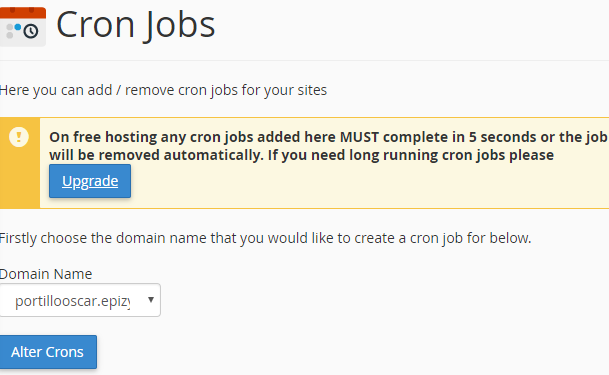 Cron Jobs
Here you can add / remove cron jobs for your sites
On free hosting any cron jobs added here MUST complete in 5 seconds or the job
will be removed automatically. If you need long running cron jobs please
Upgrade
Firstly choose the domain name that you would like to create a cron job for below.
Domain Name
portillooscar.epizy
Alter Crons